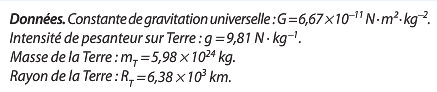 Données. Constante de gravitation universelle : G = 6,67 × 10⁻¹¹ N · m² · kg⁻².
Intensité de pesanteur sur Terre : g = 9,81 N · kg⁻¹.
Masse de la Terre : m_T = 5,98 × 10²⁴ kg.
Rayon de la Terre : R_T = 6,38 × 10³ km.